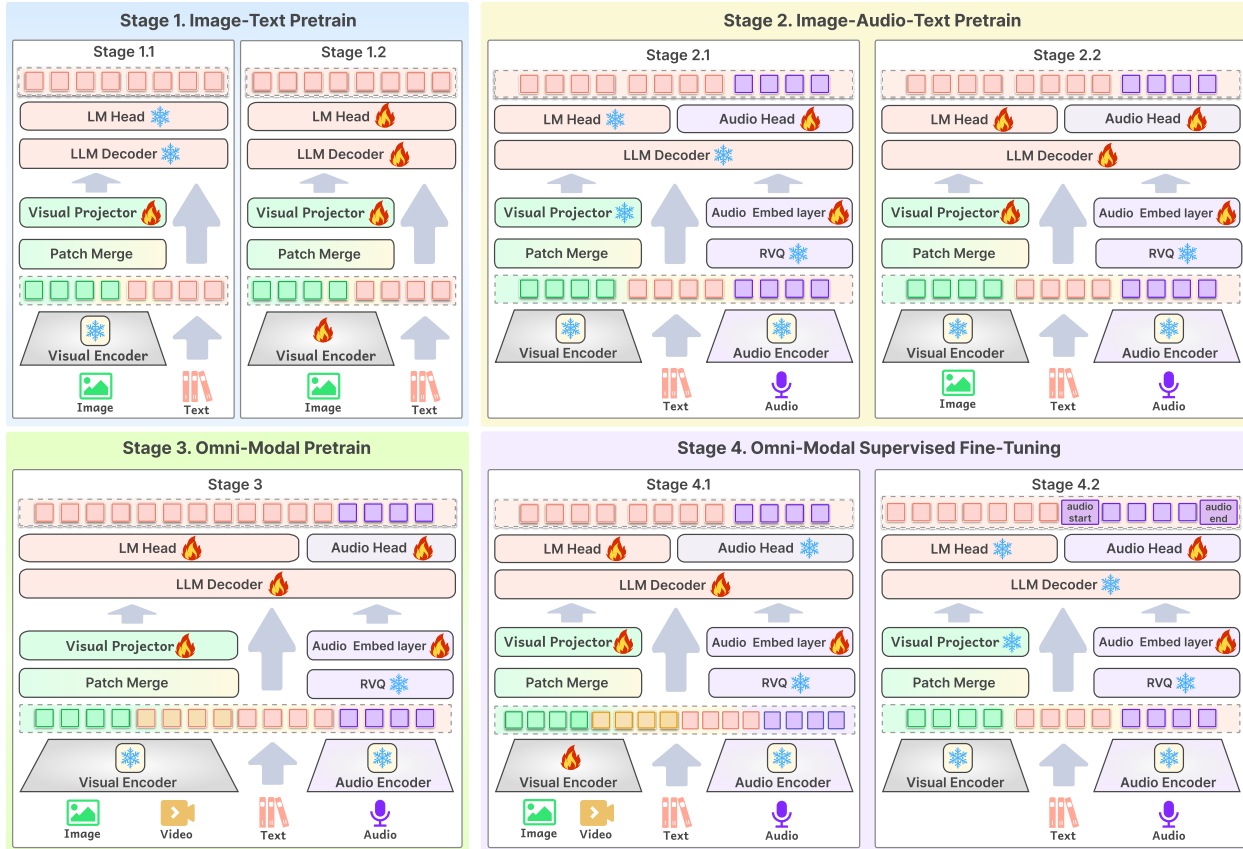 Stage 1. Image-Text Pretrain
Stage 1.1
LM Head
LLM Decoder
Visual Projector
Patch Merge
Visual Encoder
Image
Text
Stage 1.2
LM Head
LLM Decoder
Visual Projector
Patch Merge
Visual Encoder
Image
Text
Stage 2. Image-Audio-Text Pretrain
Stage 2.1
LM Head
Audio Head
LLM Decoder
Visual Projector
Audio Embed layer
Patch Merge
RVQ
Visual Encoder
Audio Encoder
Text
Audio
Stage 2.2
LM Head
Audio Head
LLM Decoder
Visual Projector
Audio Embed layer
Patch Merge
RVQ
Visual Encoder
Audio Encoder
Image
Text
Audio
Stage 3. Omni-Modal Pretrain
Stage 3
LM Head
Audio Head
LLM Decoder
Visual Projector
Audio Embed layer
Patch Merge
RVQ
Visual Encoder
Audio Encoder
Image
Video
Text
Audio
Stage 4. Omni-Modal Supervised Fine-Tuning
Stage 4.1
LM Head
Audio Head
LLM Decoder
Visual Projector
Audio Embed layer
Patch Merge
RVQ
Visual Encoder
Audio Encoder
Image
Video
Text
Audio
Stage 4.2
audio
start
audio
end
LM Head
Audio Head
LLM Decoder
Visual Projector
Audio Embed layer
Patch Merge
RVQ
Visual Encoder
Audio Encoder
Text
Audio